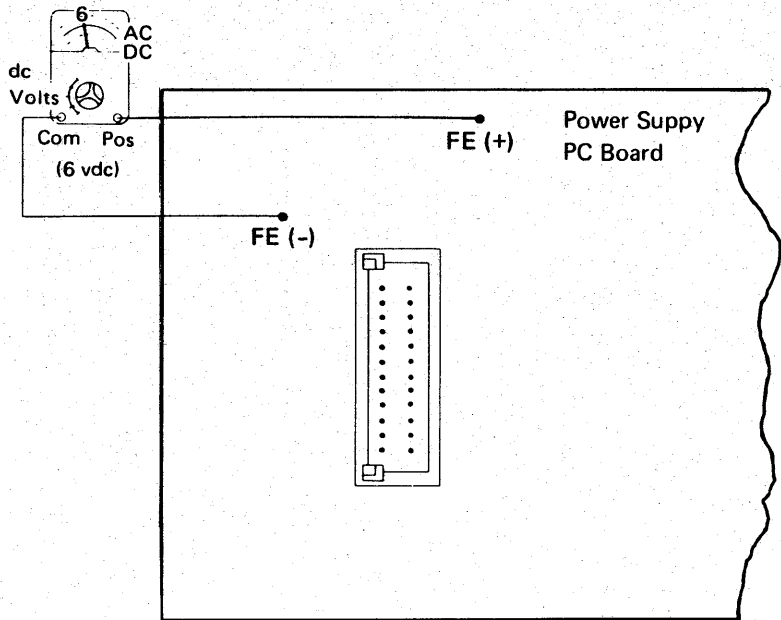 6
AC
DC
dc
Volts
Com Pos
(6 vdc)
FE (+)
Power Suppy
PC Board
FE (-)